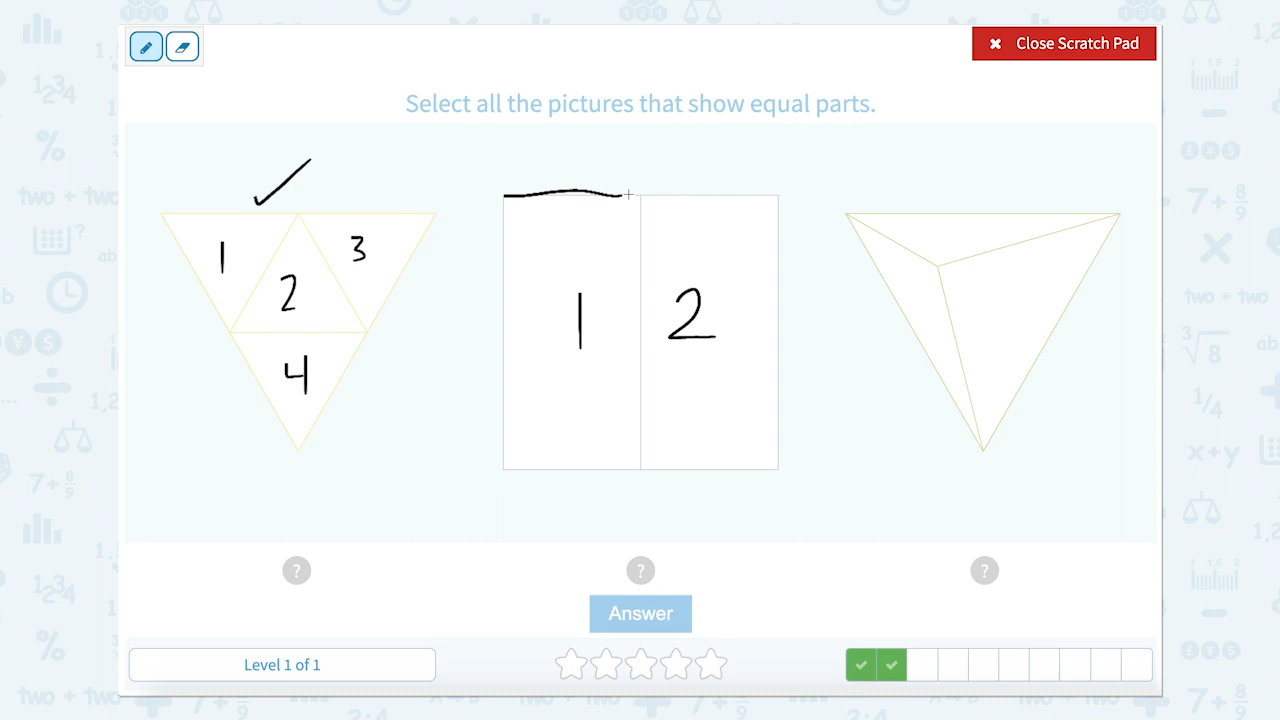 Close Scratch Pad
Select all the pictures that show equal parts.
1 2 3 4
1 2
? ? ?
Answer
Level 1 of 1